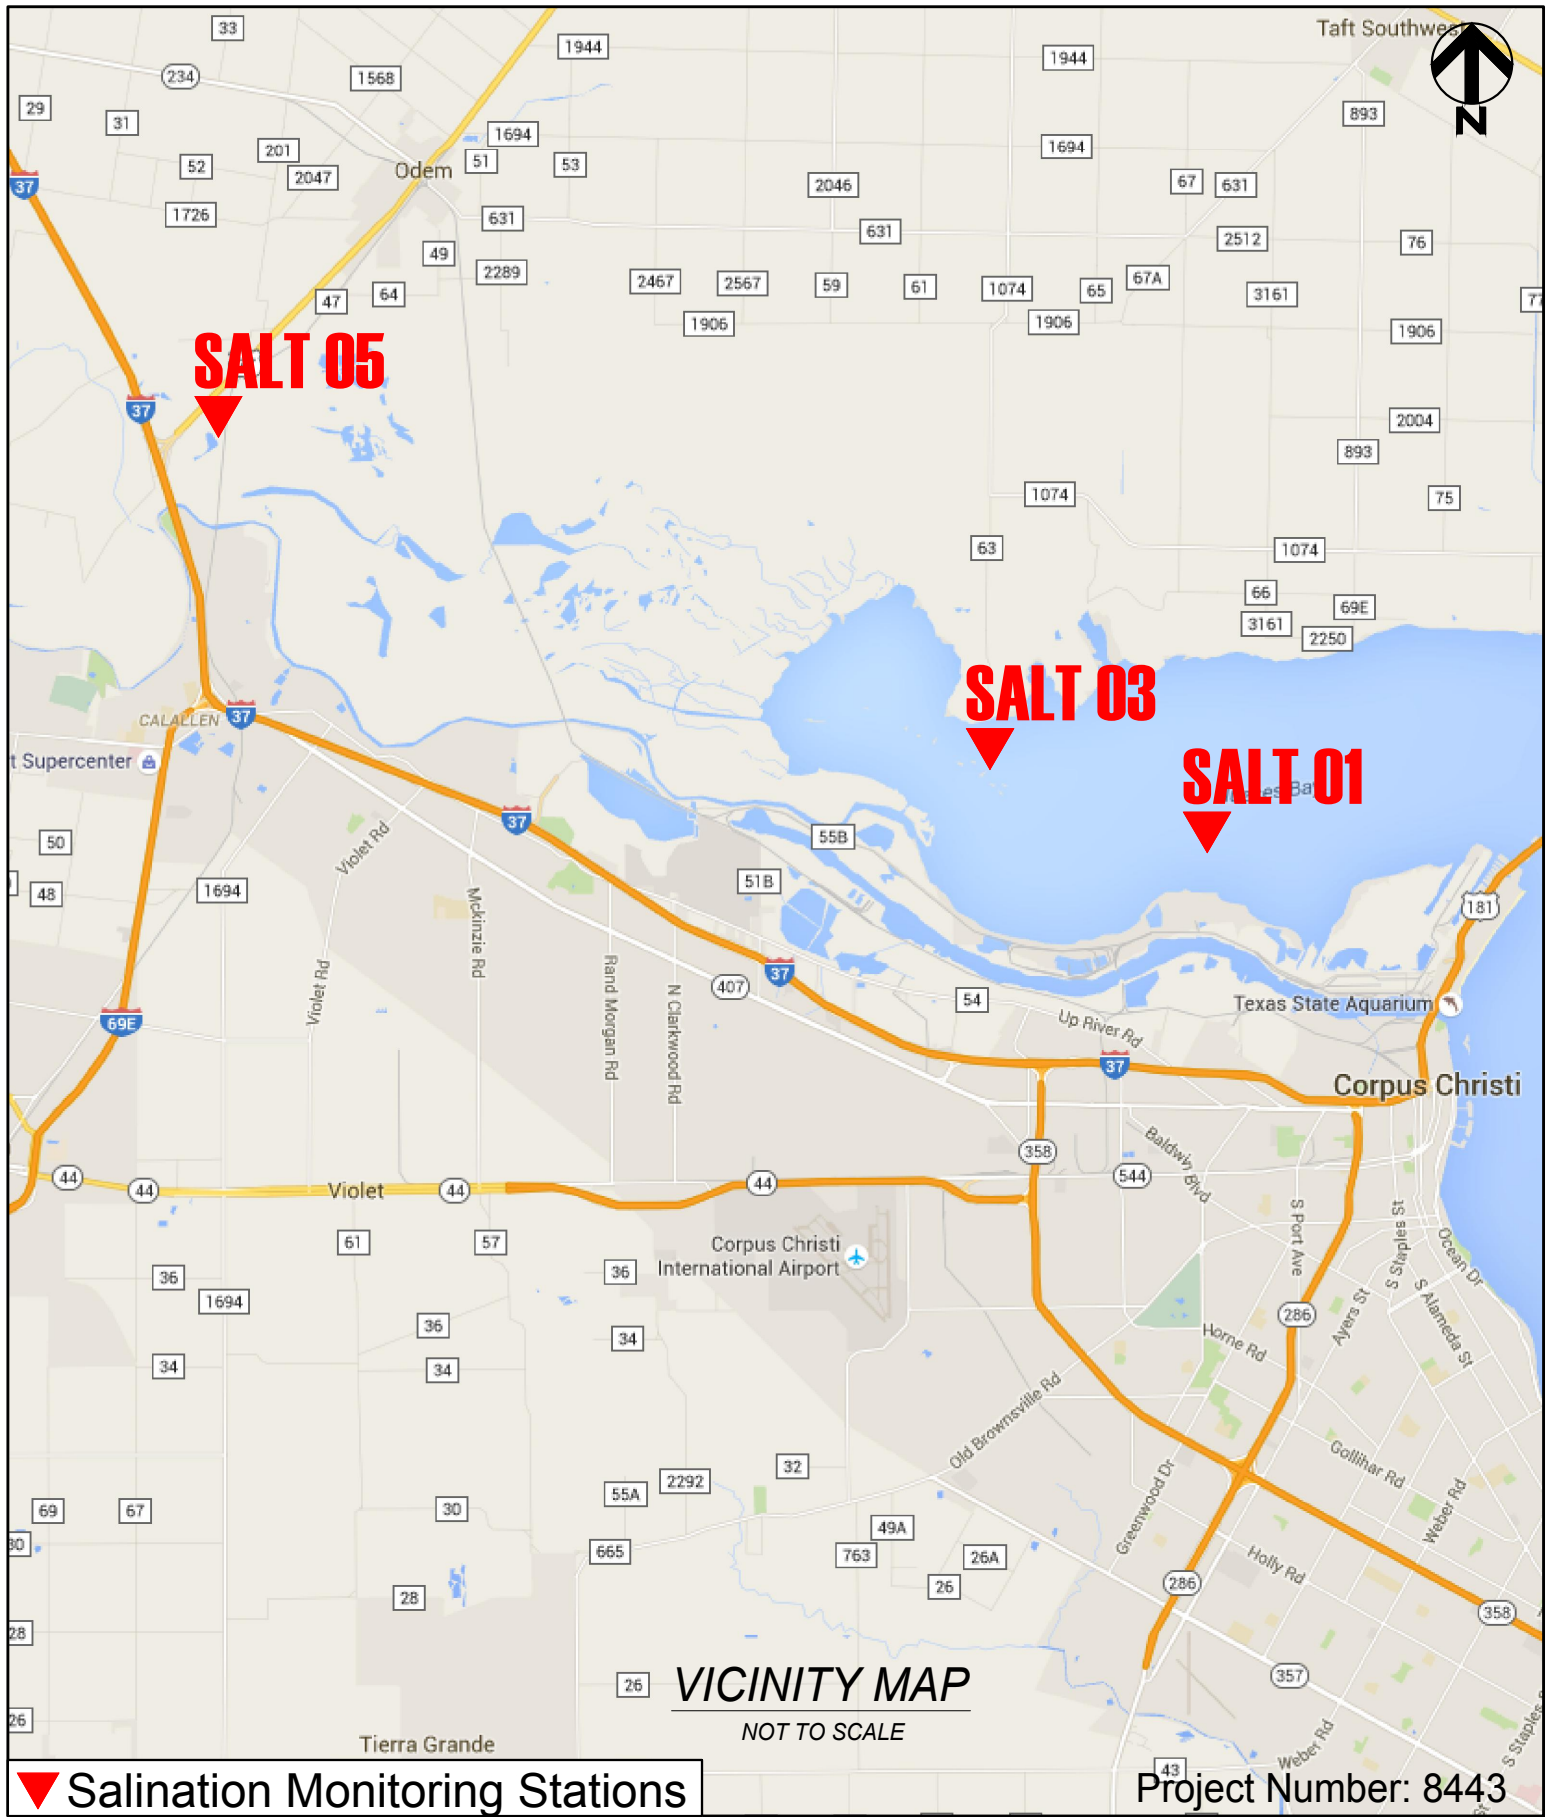 33
Taft Southwest
1944
1944
234
1568
29
31
893
N
1694
201
52
2047
51
53
1694
Odem
37
2046
67
631
1726
631
631
2512
76
49
2289
2467
2567
59
61
1074
65
67A
3161
47
64
77
1906
1906
1906
SALT 05
37
2004
893
1074
75
63
1074
66
69E
3161
2250
SALT 03
CALALLEN
37
t Supercenter
SALT 01
37
55B
Violet Rd
50
48
1694
51B
Mckinzie Rd
181
Violet Rd
Rand Morgan Rd
N Clarkwood Rd
37
407
54
Texas State Aquarium
69E
Up River Rd
37
Corpus Christi
358
Baldwin Blvd
544
44
44
Violet
44
44
S Port Ave
S Staples St
Ocean Dr
61
57
Corpus Christi
International Airport
36
36
1694
286
Ayers St
S Alameda St
36
34
Horne Rd
34
34
Old Brownsville Rd
Gollihar Rd
32
2292
55A
Greenwood Dr
Weber Rd
69
67
30
30
49A
665
763
26A
Holly Rd
26
286
28
358
28
26
VICINITY MAP
NOT TO SCALE
357
26
Tierra Grande
Weber Rd
S Staples
43
Salination Monitoring Stations
Project Number: 8443